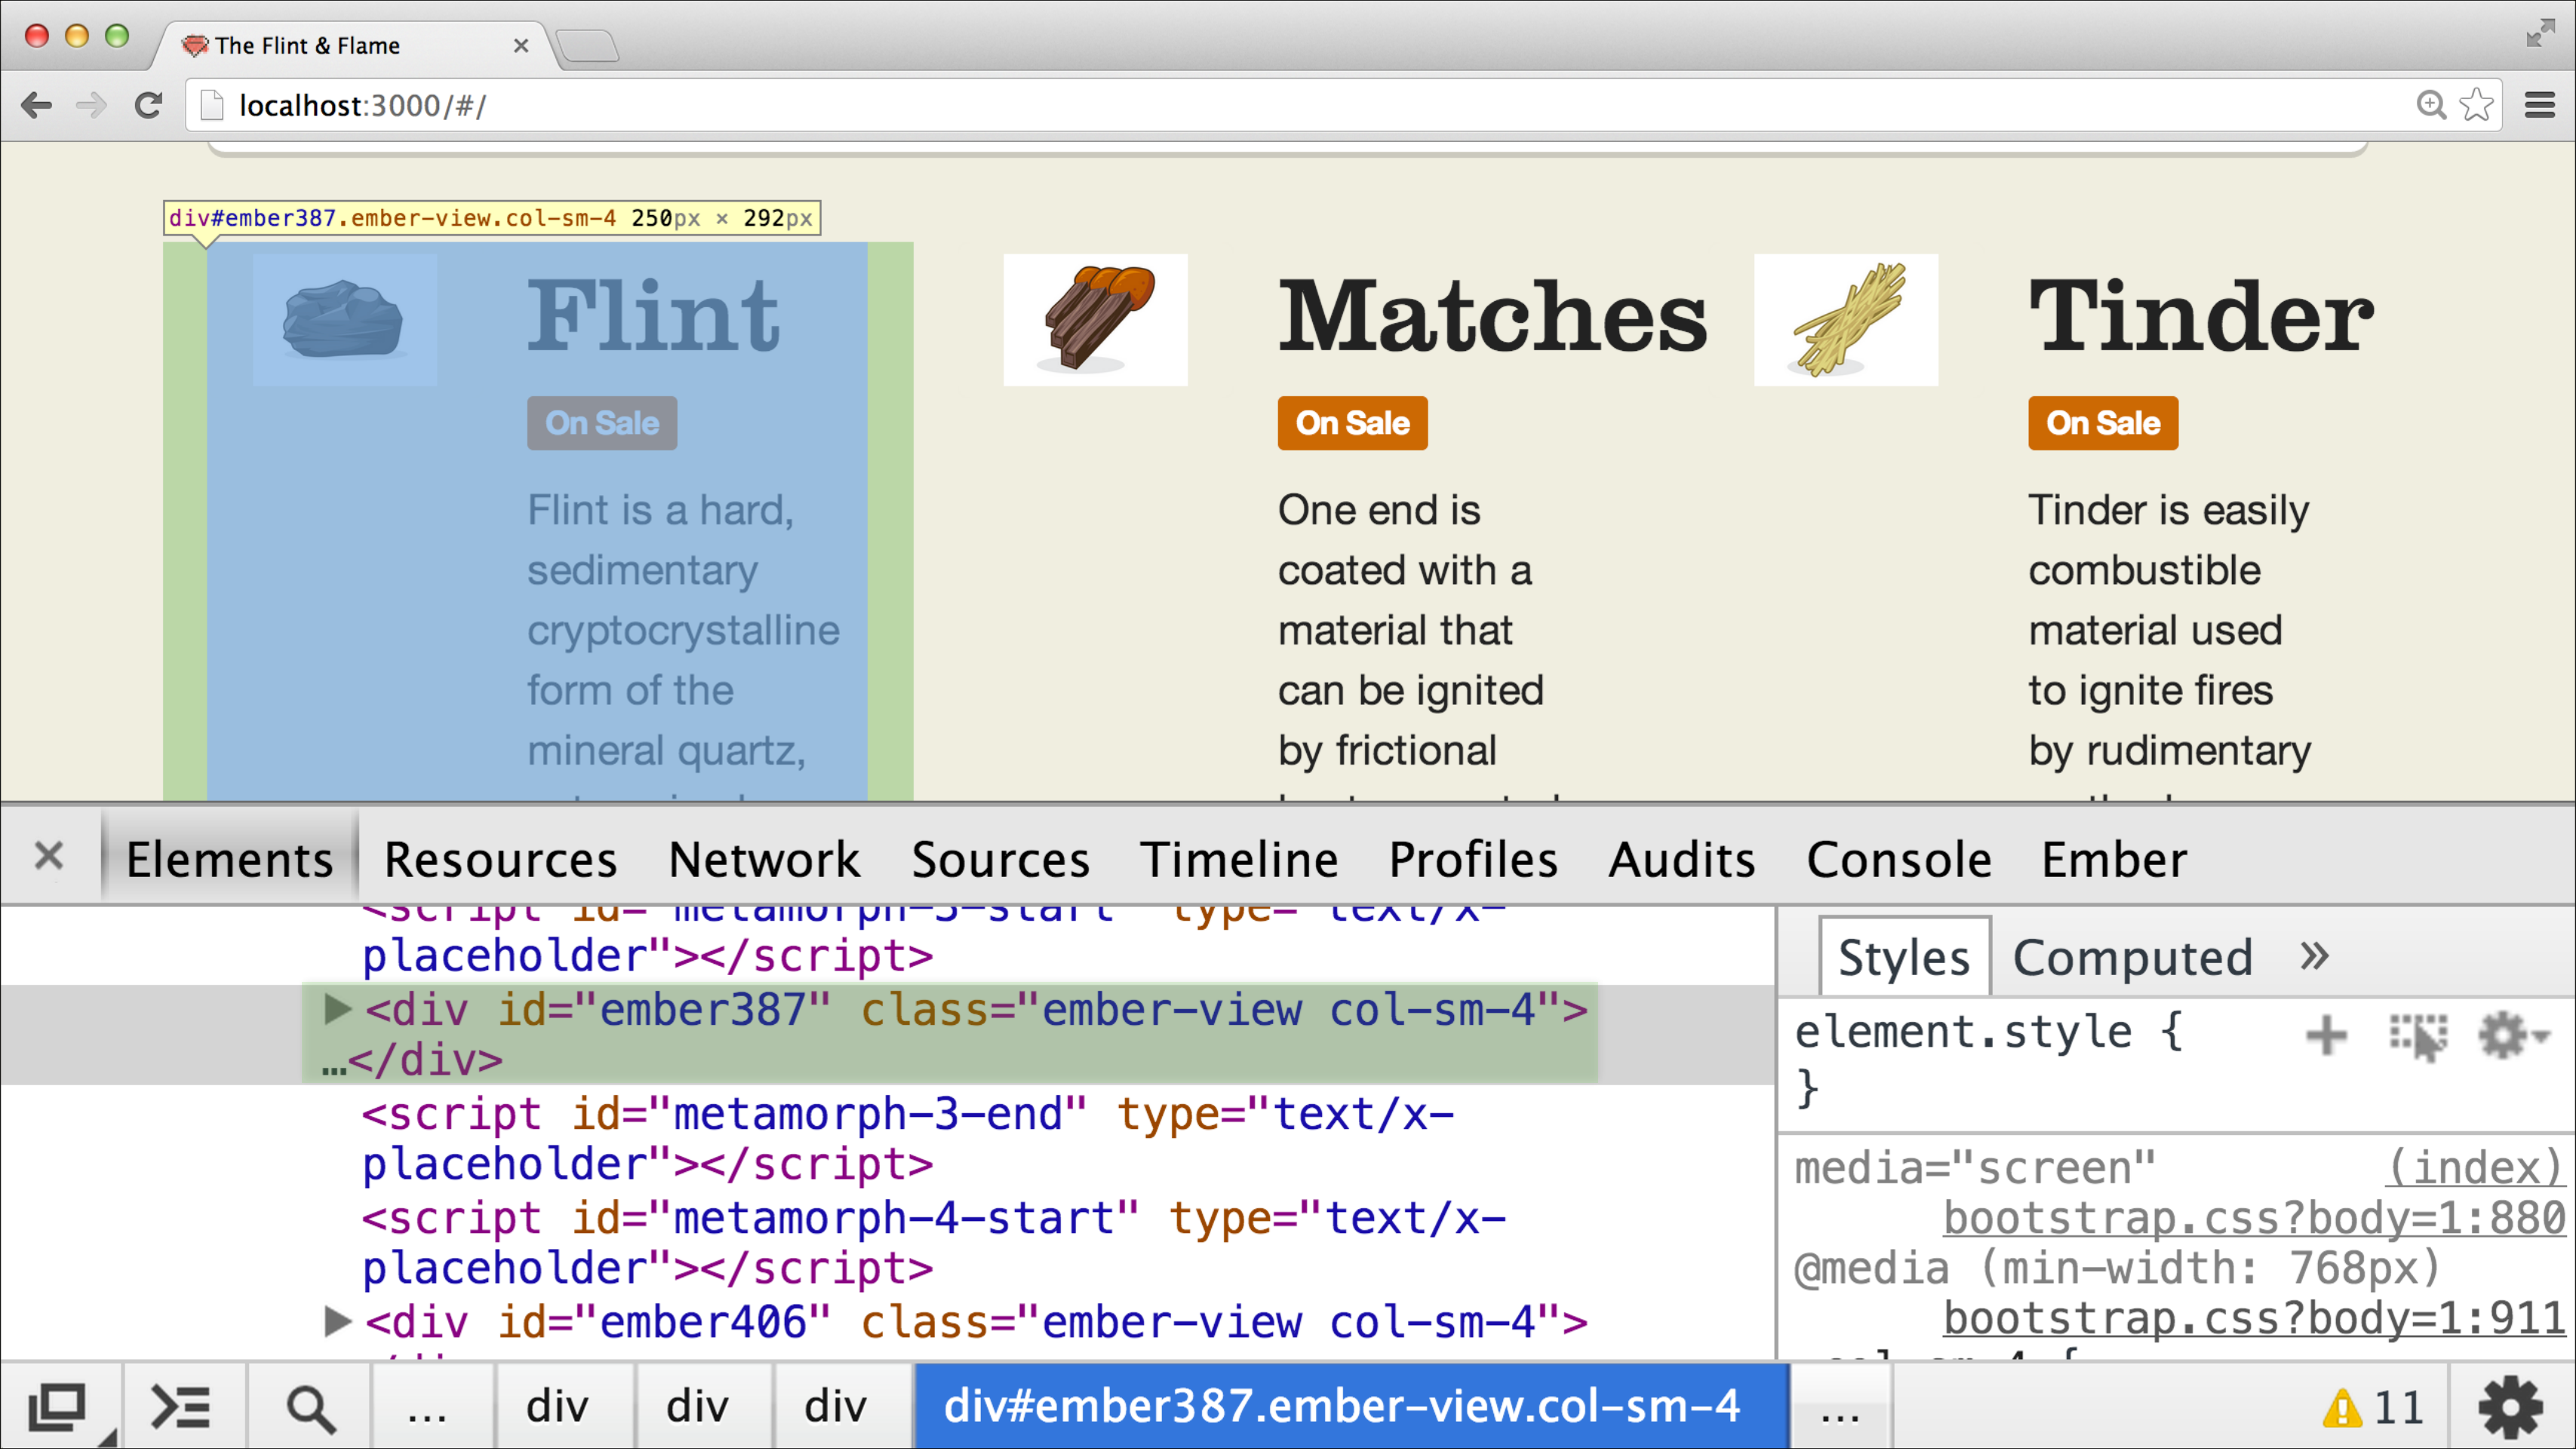 The Flint & Flame
localhost:3000/#/
div#ember387.ember-view.col-sm-4 250px × 292px
Flint
On Sale
Flint is a hard,
sedimentary
cryptocrystalline
form of the
mineral quartz,
Matches
On Sale
One end is
coated with a
material that
can be ignited
by frictional
Tinder
On Sale
Tinder is easily
combustible
material used
to ignite fires
by rudimentary
Elements Resources Network Sources Timeline Profiles Audits Console Ember
<script id="metamorph-3-start" type="text/x-
placeholder"></script>
<div id="ember387" class="ember-view col-sm-4">
…</div>
<script id="metamorph-3-end" type="text/x-
placeholder"></script>
<script id="metamorph-4-start" type="text/x-
placeholder"></script>
<div id="ember406" class="ember-view col-sm-4">
Styles Computed »
element.style {
}
media="screen" (index)
bootstrap.css?body=1:880
@media (min-width: 768px)
bootstrap.css?body=1:911
... div div div div#ember387.ember-view.col-sm-4 ... 11